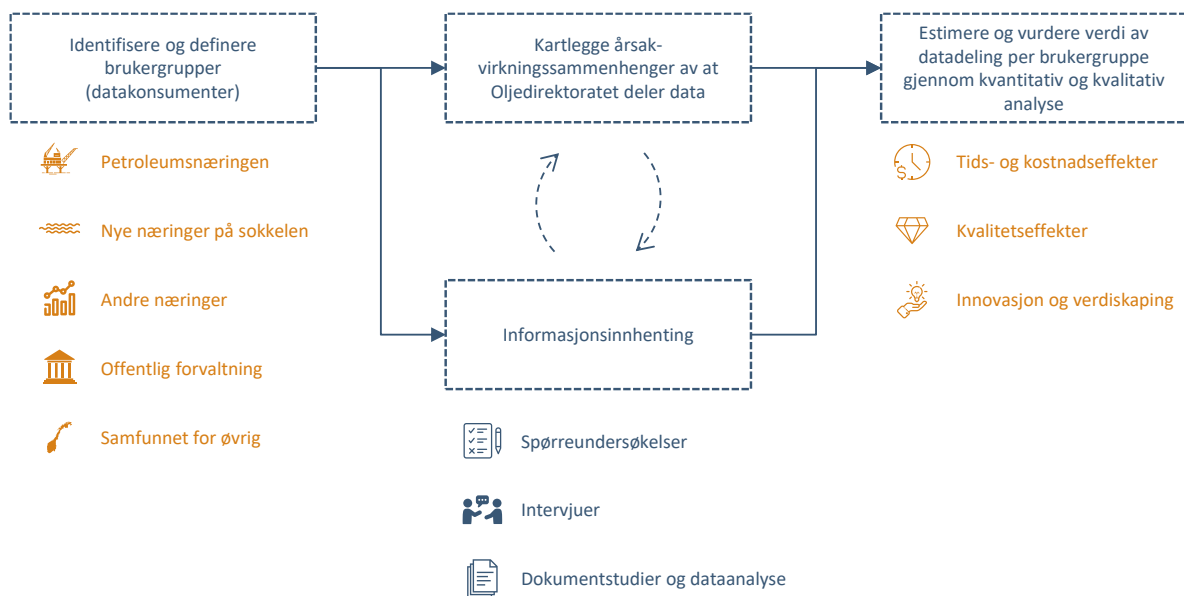 Identifisere og definere
brukergrupper
(datakonsumenter)
Petroleumsnæringen
Nye næringer på sokkelen
Andre næringer
Offentlig forvaltning
Samfunnet for øvrig
Kartlegge årsak-
virkningssammenhenger av at
Oljedirektoratet deler data
Informasjonsinnhenting
Spørreundersøkelser
Intervjuer
Dokumentstudier og dataanalyse
Estimere og vurdere verdi av
datadeling per brukergruppe
gjennom kvantitativ og kvalitativ
analyse
$
Tids- og kostnadseffekter
Kvalitetseffekter
Innovasjon og verdiskaping